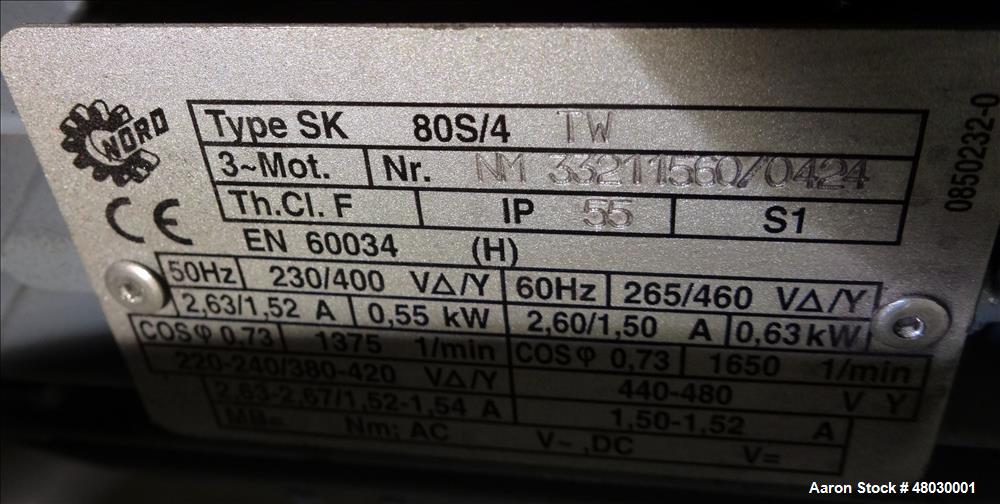 NORD
Type SK 80S/4 TW
3~Mot. Nr. NM 33211560/0424
Th.Cl. F IP 55 S1
CE EN 60034 (H)
50Hz 230/400 VΔ/Y 60Hz 265/460 VΔ/Y
2,63/1,52 A 0,55 kW 2,60/1,50 A 0,63 kW
COSφ 0,73 1375 1/min COSφ 0,73 1650 1/min
220-240/380-420 VΔ/Y 440-480 V Y
2,63-2,67/1,52-1,54 A 1,50-1,52 A
MB= Nm; AC V~ ,DC V=
0850232-0
Aaron Stock # 48030001